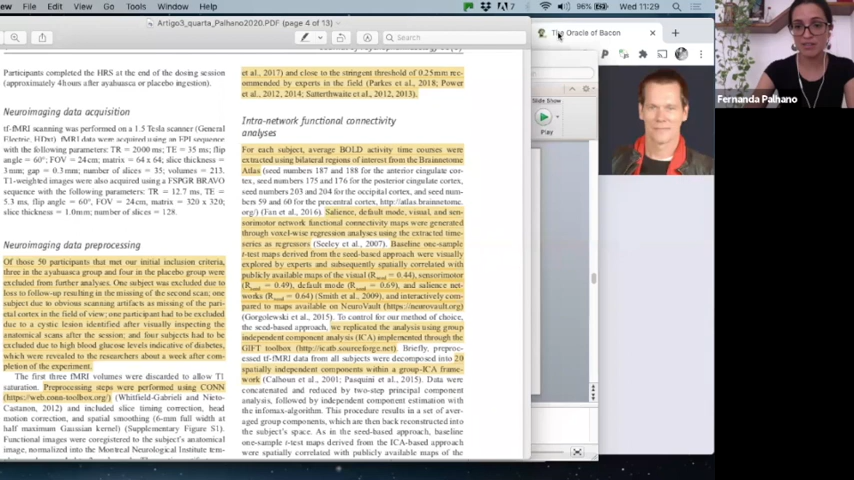 ew Go Tools Window Help
7
96%
Wed 11:29
Artigo3_quarta_Palhano2020.PDF (page 4 of 13)
Search
The Oracle of Bacon
Fernanda Palhano
Slide Show
Play
Participants completed the HRS at the end of the dosing session
(approximately 4 hours after ayahuasca or placebo ingestion).
Neuroimaging data acquisition
tf-fMRI scanning was performed on a 1.5 Tesla scanner (General
Electric, HDxt). fMRI data were acquired using an EPI sequence
with the following parameters: TR = 2000 ms; TE = 35 ms; flip
angle = 60°; FOV = 24cm; matrix = 64 x 64; slice thickness =
3 mm; gap = 0.3 mm; number of slices = 35; volumes = 213.
T1-weighted images were also acquired using a FSPGR BRAVO
sequence with the following parameters: TR = 12.7 ms, TE =
5.3 ms, flip angle = 60°, FOV = 24cm, matrix = 320 x 320;
slice thickness = 1.0mm; number of slices = 128.
Neuroimaging data preprocessing
Of those 50 participants that met our initial inclusion criteria,
three in the ayahuasca group and four in the placebo group were
excluded from further analyses. One subject was excluded due to
loss to follow-up resulting in the missing of the second scan; one
subject due to obvious scanning artifacts as missing of the pari-
etal cortex in the field of view; one participant had to be excluded
due to a cystic lesion identified after visually inspecting the
anatomical scans after the session; and four subjects had to be
excluded due to high blood glucose levels indicative of diabetes,
which were revealed to the researchers about a week after com-
pletion of the experiment.
The first three fMRI volumes were discarded to allow T1
saturation. Preprocessing steps were performed using CONN
(https://web.conn-toolbox.org/) (Whitfield-Gabrieli and Nieto-
Castanon, 2012) and included slice timing correction, head
motion correction, and spatial smoothing (6-mm full width at
half maximum Gaussian kernel) (Supplementary Figure S1).
Functional images were coregistered to the subject's anatomical
image, normalized into the Montreal Neurological Institute tem-
et al., 2017) and close to the stringent threshold of 0.25mm rec-
ommended by experts in the field (Parkes et al., 2018; Power
et al., 2012, 2014; Satterthwaite et al., 2012, 2013).
Intra-network functional connectivity
analyses
For each subject, average BOLD activity time courses were
extracted using bilateral regions of interest from the Brainnetome
Atlas (seed numbers 187 and 188 for the anterior cingulate cor-
tex, seed numbers 175 and 176 for the posterior cingulate cortex,
seed numbers 203 and 204 for the occipital cortex, and seed num-
bers 59 and 60 for the precentral cortex, http://atlas.brainnetome.
org/) (Fan et al., 2016). Salience, default mode, visual, and sen-
sorimotor network functional connectivity maps were generated
through voxel-wise regression analyses using the extracted time-
series as regressors (Seeley et al., 2007). Baseline one-sample
t-test maps derived from the seed-based approach were visually
explored by experts and subsequently spatially correlated with
publicly available maps of the visual (R = 0.44), sensorimotor
(R = 0.49), default mode (R = 0.69), and salience net-
works (R = 0.64) (Smith et al., 2009), and interactively com-
pared to maps available on NeuroVault (https://neurovault.org)
(Gorgolewski et al., 2015). To control for our method of choice,
the seed-based approach, we replicated the analysis using group
independent component analysis (ICA) implemented through the
GIFT toolbox (http://icatb.sourceforge.net). Briefly, preproc-
essed tf-fMRI data from all subjects were decomposed into 20
spatially independent components within a group-ICA frame-
work (Calhoun et al., 2001; Pasquini et al., 2015). Data were
concatenated and reduced by two-step principal component
analysis, followed by independent component estimation with
the infomax-algorithm. This procedure results in a set of aver-
aged group components, which are then back reconstructed into
the subject's space. As in the seed-based approach, baseline
one-sample t-test maps derived from the ICA-based approach
were spatially correlated with publicly available maps of the